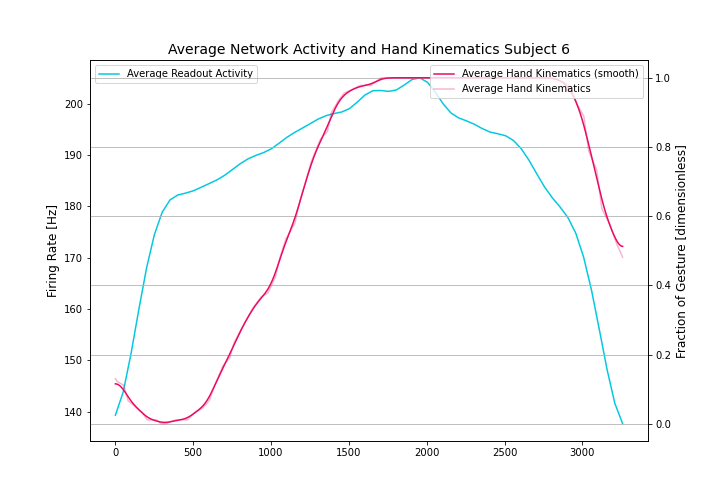 Average Network Activity and Hand Kinematics Subject 6
Average Readout Activity
Average Hand Kinematics (smooth)
Average Hand Kinematics
Firing Rate [Hz]
200
190
180
170
160
150
140
1.0
0.8
0.6
0.4
0.2
0.0
Fraction of Gesture [dimensionless]
0 500 1000 1500 2000 2500 3000